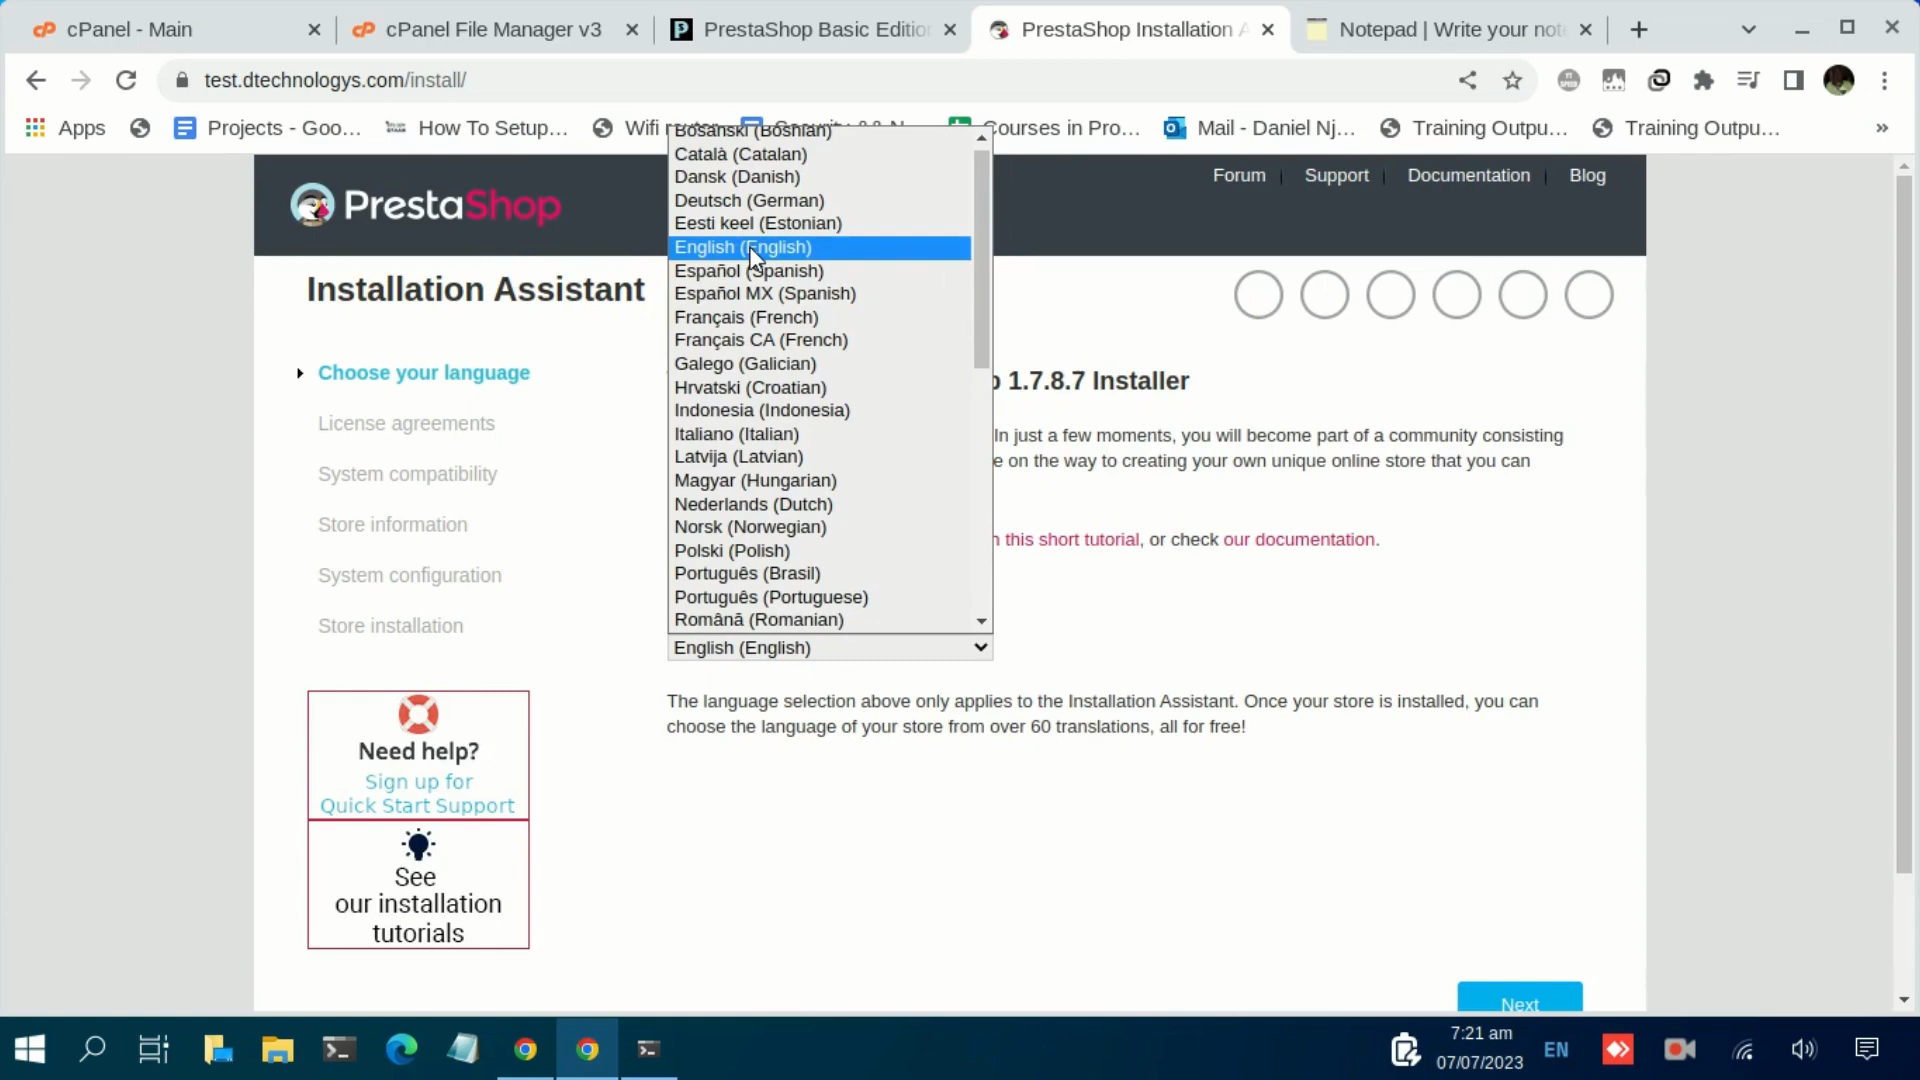 cPanel - Main
cPanel File Manager v3
PrestaShop Basic Editio
PrestaShop Installation A
Notepad | Write your not
test.dtechnologys.com/install/
Apps
Projects - Goo...
How To Setup...
Wifi
Courses in Pro...
Mail - Daniel Nj...
Training Outpu...
Training Outpu...
»
PrestaShop
Forum
Support
Documentation
Blog
Installation Assistant
Choose your language
License agreements
System compatibility
Store information
System configuration
Store installation
Need help?
Sign up for
Quick Start Support
See
our installation
tutorials
Bosanski (Bosnian)
Català (Catalan)
Dansk (Danish)
Deutsch (German)
Eesti keel (Estonian)
English (English)
Español (Spanish)
Español MX (Spanish)
Français (French)
Français CA (French)
Galego (Galician)
Hrvatski (Croatian)
Indonesia (Indonesia)
Italiano (Italian)
Latvija (Latvian)
Magyar (Hungarian)
Nederlands (Dutch)
Norsk (Norwegian)
Polski (Polish)
Português (Brasil)
Português (Portuguese)
Română (Romanian)
English (English)
1.7.8.7 Installer
In just a few moments, you will become part of a community consisting
e on the way to creating your own unique online store that you can
this short tutorial, or check our documentation.
The language selection above only applies to the Installation Assistant. Once your store is installed, you can
choose the language of your store from over 60 translations, all for free!
Next
7:21 am
07/07/2023
EN